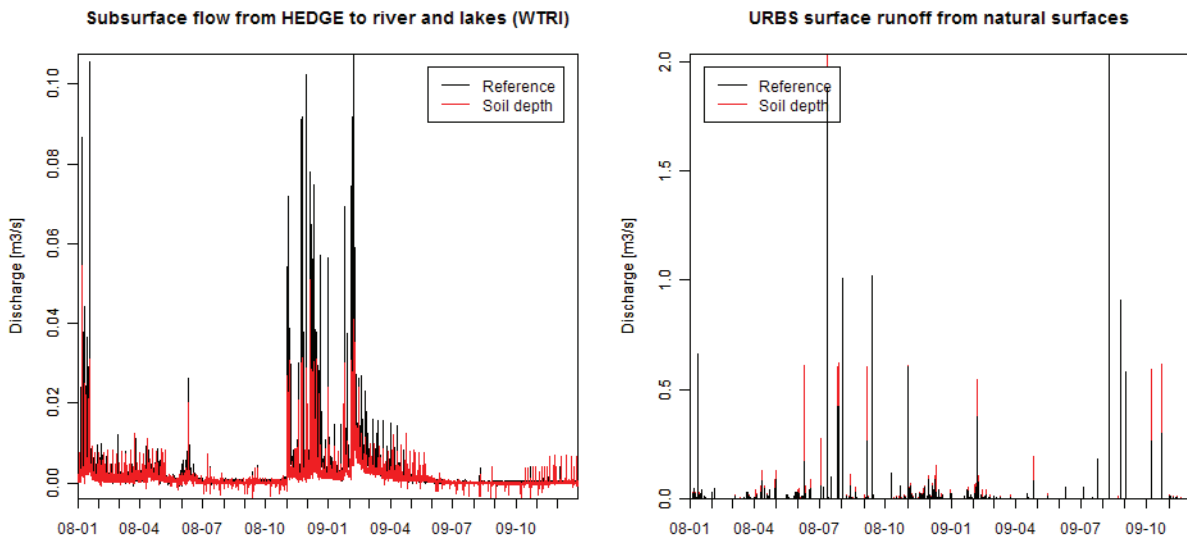 Subsurface flow from HEDGE to river and lakes (WTRI)
Discharge [m3/s]
0.10
0.08
0.06
0.04
0.02
0.00
Reference
Soil depth
08-01 08-04 08-07 08-10 09-01 09-04 09-07 09-10
URBS surface runoff from natural surfaces
Discharge [m3/s]
2.0
1.5
1.0
0.5
0.0
Reference
Soil depth
08-01 08-04 08-07 08-10 09-01 09-04 09-07 09-10